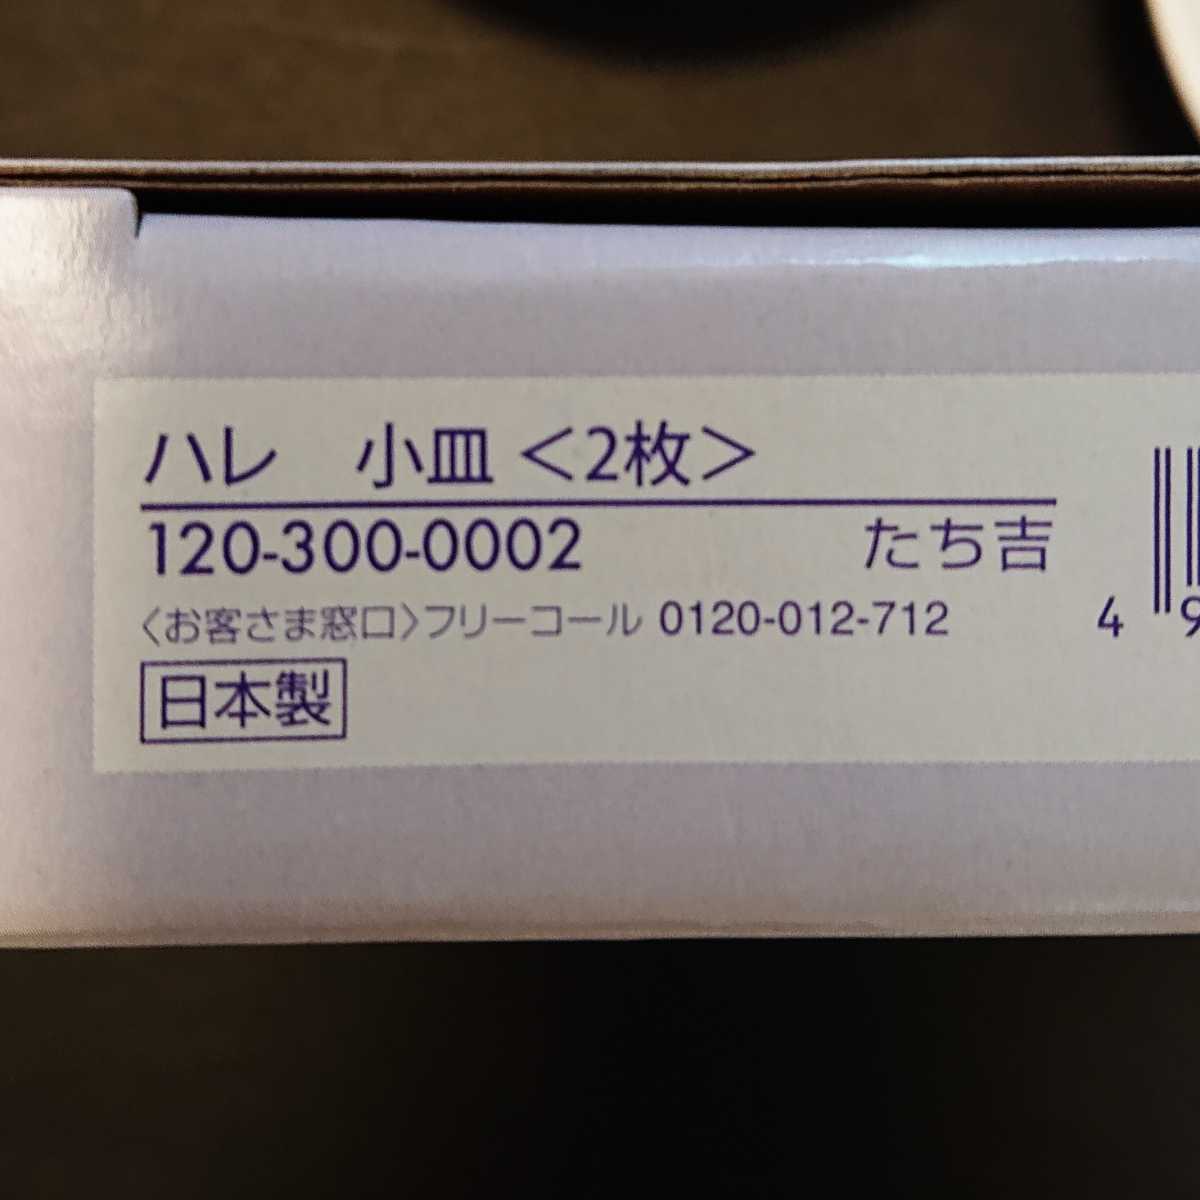 ハレ　小皿＜2枚＞
120-300-0002　たち吉
〈お客さま窓口〉フリーコール 0120-012-712
日本製
4 9